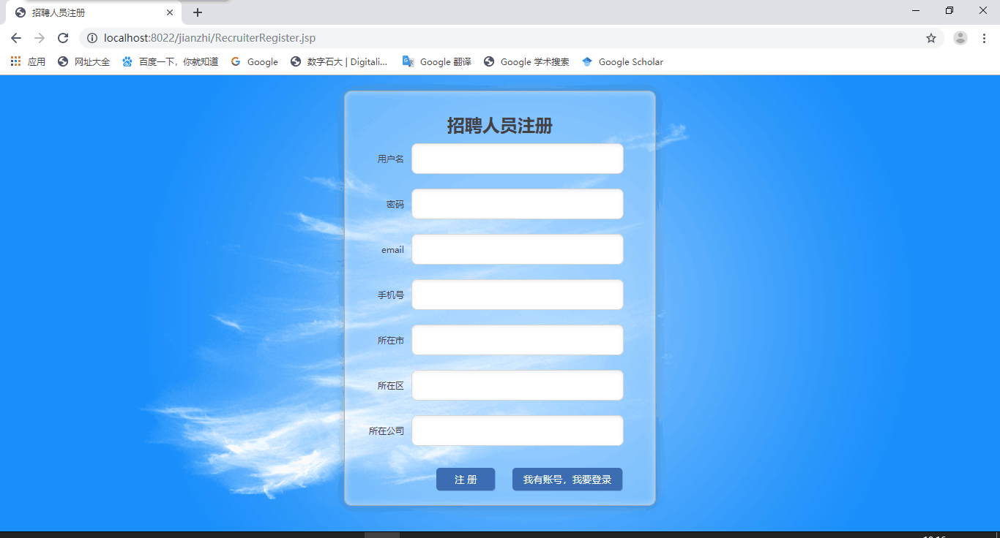 招聘人员注册
localhost:8022/jianzhi/RecruiterRegister.jsp
应用 网址大全 百度一下，你就知道 Google 数字石大 | Digitali... Google 翻译 Google 学术搜索 Google Scholar
招聘人员注册
用户名
密码
email
手机号
所在市
所在区
所在公司
注 册 我有账号，我要登录